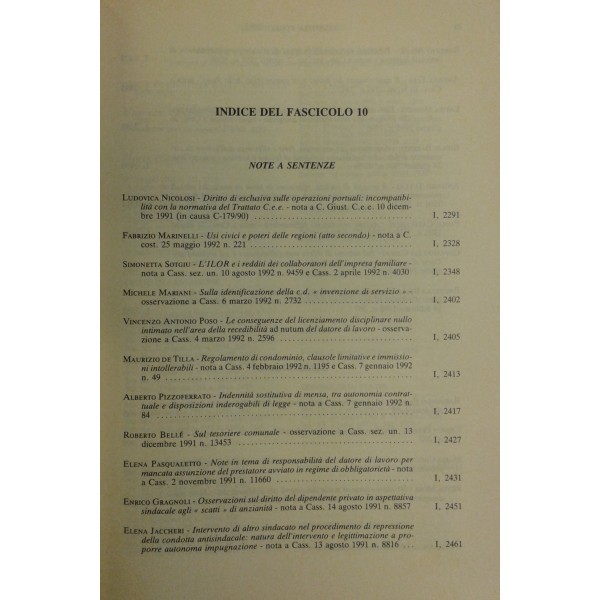 INDICE DEL FASCICOLO 10
NOTE A SENTENZE
LUDOVICA NICOLOSI - Diritto di esclusiva sulle operazioni portuali: incompatibi-
lità con la normativa del Trattato C.e.e. - nota a C. Giust. C.e.e. 10 dicem-
bre 1991 (in causa C-179/90) I, 2291
FABRIZIO MARINELLI - Usi civici e poteri delle regioni (atto secondo) - nota a C.
cost. 25 maggio 1992 n. 221 I, 2328
SIMONETTA SOTGIU - L'ILOR e i redditi dei collaboratori dell'impresa familiare -
nota a Cass. sez. un. 10 agosto 1992 n. 9459 e Cass. 2 aprile 1992 n. 4030 I, 2348
MICHELE MARIANI - Sulla identificazione della c.d. « invenzione di servizio » -
osservazione a Cass. 6 marzo 1992 n. 2732 I, 2402
VINCENZO ANTONIO POSO - Le conseguenze del licenziamento disciplinare nullo
intimato nell'area della recedibilità ad nutum del datore di lavoro - osserva-
zione a Cass. 4 marzo 1992 n. 2596 I, 2405
MAURIZIO DE TILLA - Regolamento di condominio, clausole limitative e immissio-
ni intollerabili - nota a Cass. 4 febbraio 1992 n. 1195 e Cass. 7 gennaio 1992
n. 49 I, 2413
ALBERTO PIZZOFERRATO - Indennità sostitutiva di mensa, tra autonomia contrat-
tuale e disposizioni inderogabili di legge - nota a Cass. 7 gennaio 1992 n.
84 I, 2417
ROBERTO BELLÈ - Sul tesoriere comunale - osservazione a Cass. sez. un. 13
dicembre 1991 n. 13453 I, 2427
ELENA PASQUALETTO - Note in tema di responsabilità del datore di lavoro per
mancata assunzione del prestatore avviato in regime di obbligatorietà - nota
a Cass. 2 novembre 1991 n. 11660 I, 2431
ENRICO GRAGNOLI - Osservazioni sul diritto del dipendente privato in aspettativa
sindacale agli « scatti » di anzianità - nota a Cass. 14 agosto 1991 n. 8857 I, 2451
ELENA JACCHERI - Intervento di altro sindacato nel procedimento di repressione
della condotta antisindacale: natura dell'intervento e legittimazione a pro-
porre autonoma impugnazione - nota a Cass. 13 agosto 1991 n. 8816 I, 2461